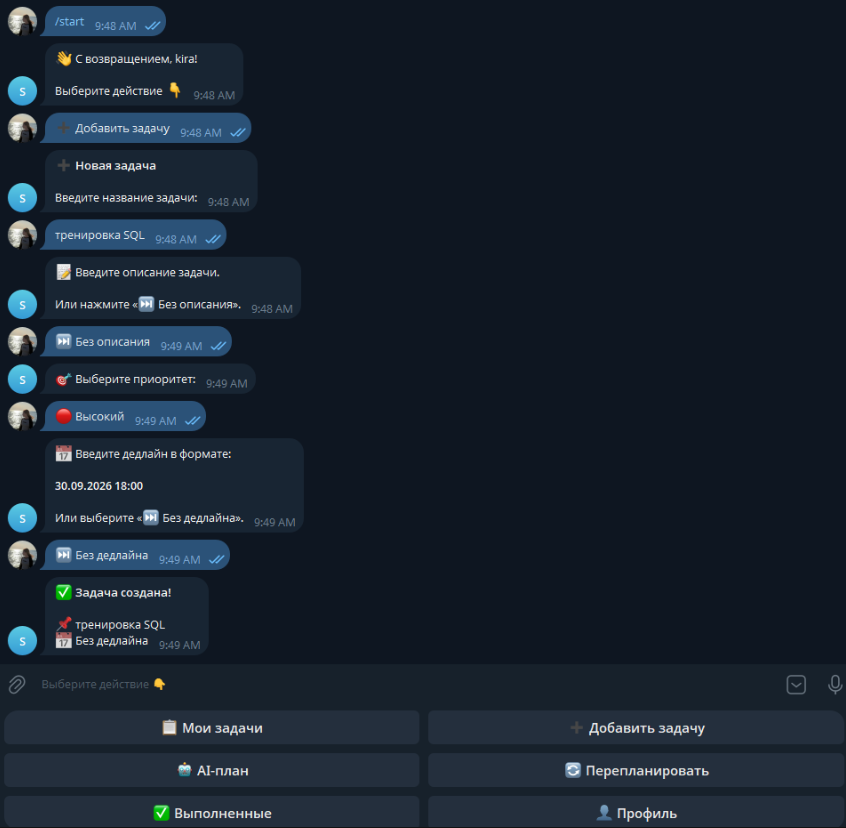 /start 9:48 AM
👋 С возвращением, kira!
Выберите действие 👇 9:48 AM
S
➕ Добавить задачу 9:48 AM
➕ Новая задача
Введите название задачи: 9:48 AM
S
тренировка SQL 9:48 AM
📝 Введите описание задачи.
Или нажмите «⏭️ Без описания». 9:48 AM
S
⏭️ Без описания 9:49 AM
S
🎯 Выберите приоритет: 9:49 AM
🔴 Высокий 9:49 AM
📅 Введите дедлайн в формате:
30.09.2026 18:00
Или выберите «⏭️ Без дедлайна». 9:49 AM
S
⏭️ Без дедлайна 9:49 AM
✅ Задача создана!
📌 тренировка SQL
📅 Без дедлайна 9:49 AM
S
Выберите действие 👇
📋 Мои задачи
➕ Добавить задачу
🤖 AI-план
🔄 Перепланировать
✅ Выполненные
👤 Профиль